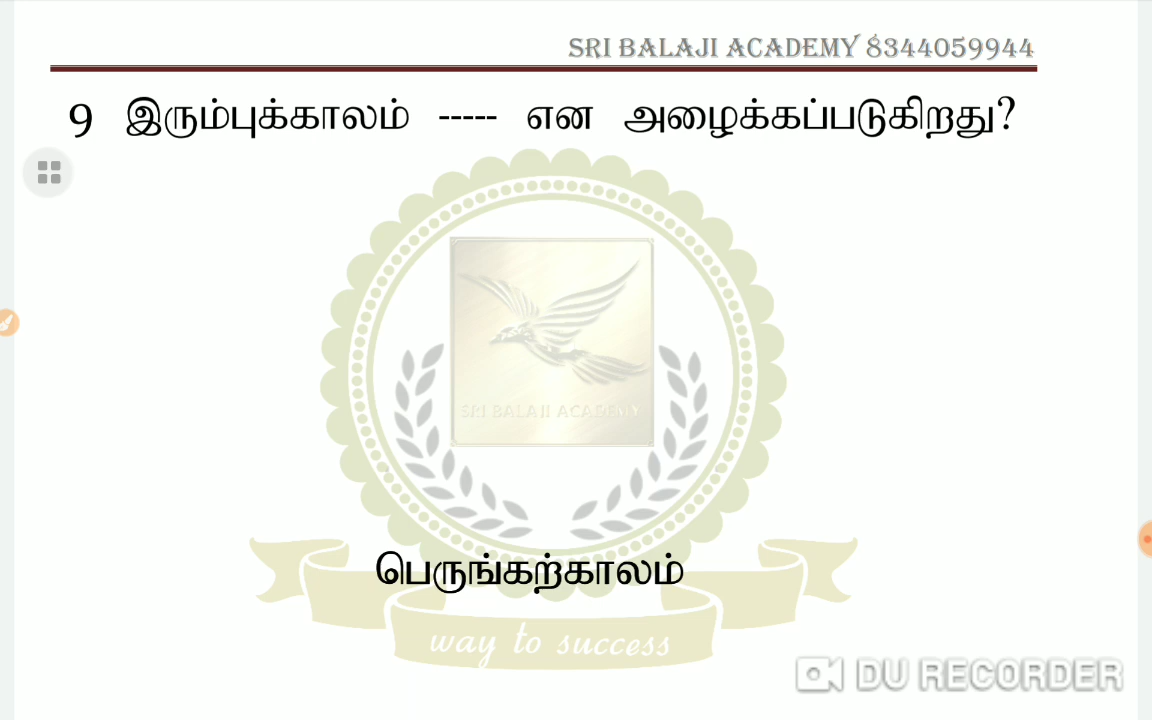 SRI BALAJI ACADEMY 8344059944
9 இரும்புக்காலம் ----- என அழைக்கப்படுகிறது?
SRI BALAJI ACADEMY
பெருங்கற்காலம்
way to success
DU RECORDER